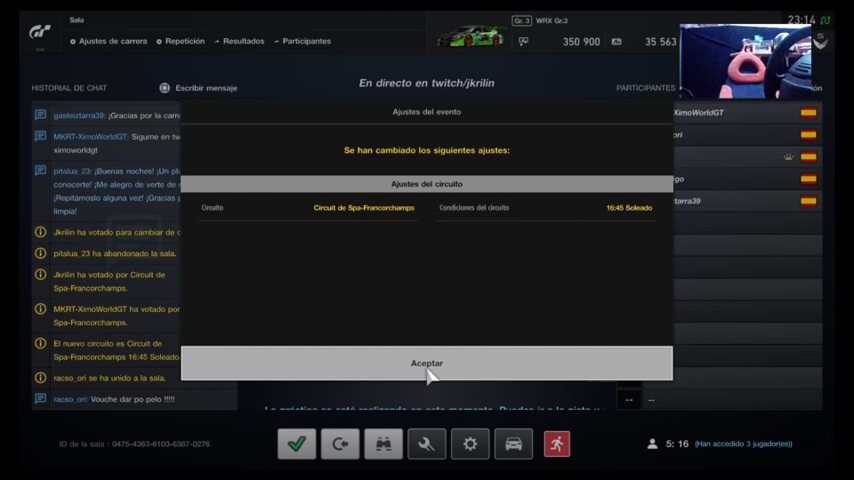 Sala
Gr. 3 WRX Gr.3
23:14
Ajustes de carrera Repetición Resultados Participantes
350 900 35 563
HISTORIAL DE CHAT Escribir mensaje
En directo en twitch/jkrilin
PARTICIPANTES
gasteiztarra39: ¡Gracias por la carr
Ajustes del evento
XimoWorldGT
MKRT-XimoWorldGT: Sigume en tw
ximoworldgt
Se han cambiado los siguientes ajustes:
pitalua_23: ¡Buenas noches! ¡Un pla
conocerte! ¡Me alegro de verte de
¡Repitámoslo alguna vez! ¡Gracias p
limpia!
Ajustes del circuito
Circuito Circuit de Spa-Francorchamps Condiciones del circuito 16:45 Soleado
tarra39
Jkrilin ha votado para cambiar de c
pitalua_23 ha abandonado la sala.
Jkrilin ha votado por Circuit de
Spa-Francorchamps.
MKRT-XimoWorldGT ha votado por
Spa-Francorchamps.
El nuevo circuito es Circuit de
Spa-Francorchamps 16:45 Soleado.
Aceptar
racso_ori se ha unido a la sala.
racso_ori: Vouche dar po pelo !!!!!
-- --
ID de la sala : 0475-4363-6103-6387-0276
5: 16 (Han accedido 3 jugador(es))